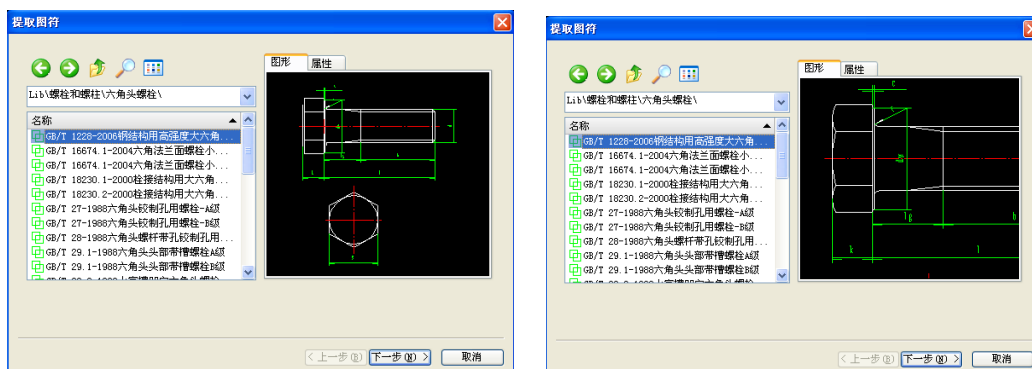 提取图符
图形 属性
Lib\螺栓和螺柱\六角头螺栓\
名称
GB/T 1228-2006钢结构用高强度大六角...
GB/T 16674.1-2004六角法兰面螺栓小...
GB/T 16674.1-2004六角法兰面螺栓小...
GB/T 18230.1-2000栓接结构用大六角...
GB/T 18230.2-2000栓接结构用大六角...
GB/T 27-1988六角头铰制孔用螺栓-A级
GB/T 27-1988六角头铰制孔用螺栓-B级
GB/T 28-1988六角头螺杆带孔铰制孔用...
GB/T 29.1-1988六角头头部带槽螺栓A级
GB/T 29.1-1988六角头头部带槽螺栓B级
<上一步(B) 下一步(N)> 取消
提取图符
图形 属性
Lib\螺栓和螺柱\六角头螺栓\
名称
GB/T 1228-2006钢结构用高强度大六角...
GB/T 16674.1-2004六角法兰面螺栓小...
GB/T 16674.1-2004六角法兰面螺栓小...
GB/T 18230.1-2000栓接结构用大六角...
GB/T 18230.2-2000栓接结构用大六角...
GB/T 27-1988六角头铰制孔用螺栓-A级
GB/T 27-1988六角头铰制孔用螺栓-B级
GB/T 28-1988六角头螺杆带孔铰制孔用...
GB/T 29.1-1988六角头头部带槽螺栓A级
GB/T 29.1-1988六角头头部带槽螺栓B级
c
k
l
b
<上一步(B) 下一步(N)> 取消